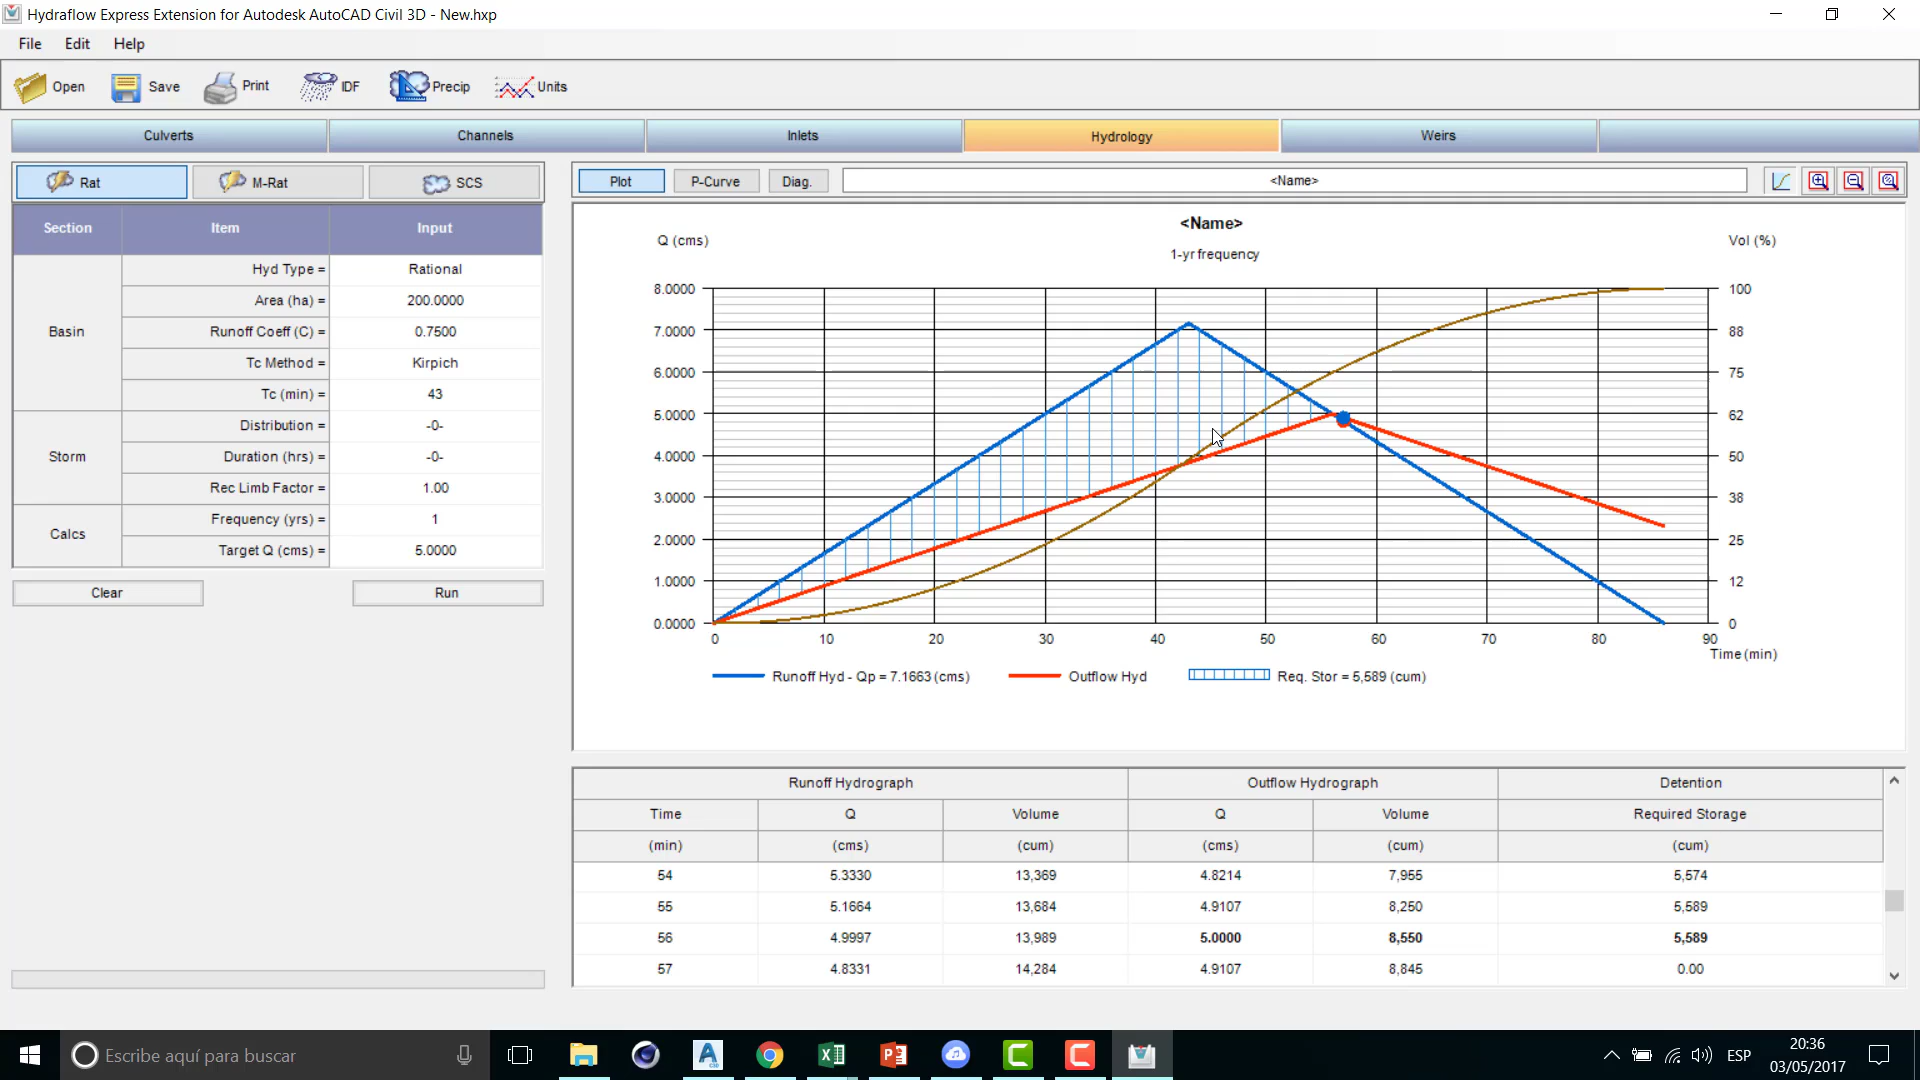 Hydraflow Express Extension for Autodesk AutoCAD Civil 3D - New.hxp
File Edit Help
Open Save Print IDF Precip Units
Culverts Channels Inlets Hydrology Weirs
Rat M-Rat SCS
Section Item Input
Basin
Hyd Type = Rational
Area (ha) = 200.0000
Runoff Coeff (C) = 0.7500
Tc Method = Kirpich
Tc (min) = 43
Storm
Distribution = -0-
Duration (hrs) = -0-
Rec Limb Factor = 1.00
Calcs
Frequency (yrs) = 1
Target Q (cms) = 5.0000
Clear Run
Plot P-Curve Diag. <Name>
<Name>
Q (cms) Vol (%)
1-yr frequency
8.0000 100
7.0000 88
6.0000 75
5.0000 62
4.0000 50
3.0000 38
2.0000 25
1.0000 12
0.0000 0
0 10 20 30 40 50 60 70 80 90
Time (min)
Runoff Hyd - Qp = 7.1663 (cms) Outflow Hyd Req. Stor = 5,589 (cum)
Runoff Hydrograph Outflow Hydrograph Detention
Time Q Volume Q Volume Required Storage
(min) (cms) (cum) (cms) (cum) (cum)
54 5.3330 13,369 4.8214 7,955 5,574
55 5.1664 13,684 4.9107 8,250 5,589
56 4.9997 13,989 5.0000 8,550 5,589
57 4.8331 14,284 4.9107 8,845 0.00
Escribe aquí para buscar
ESP
20:36
03/05/2017